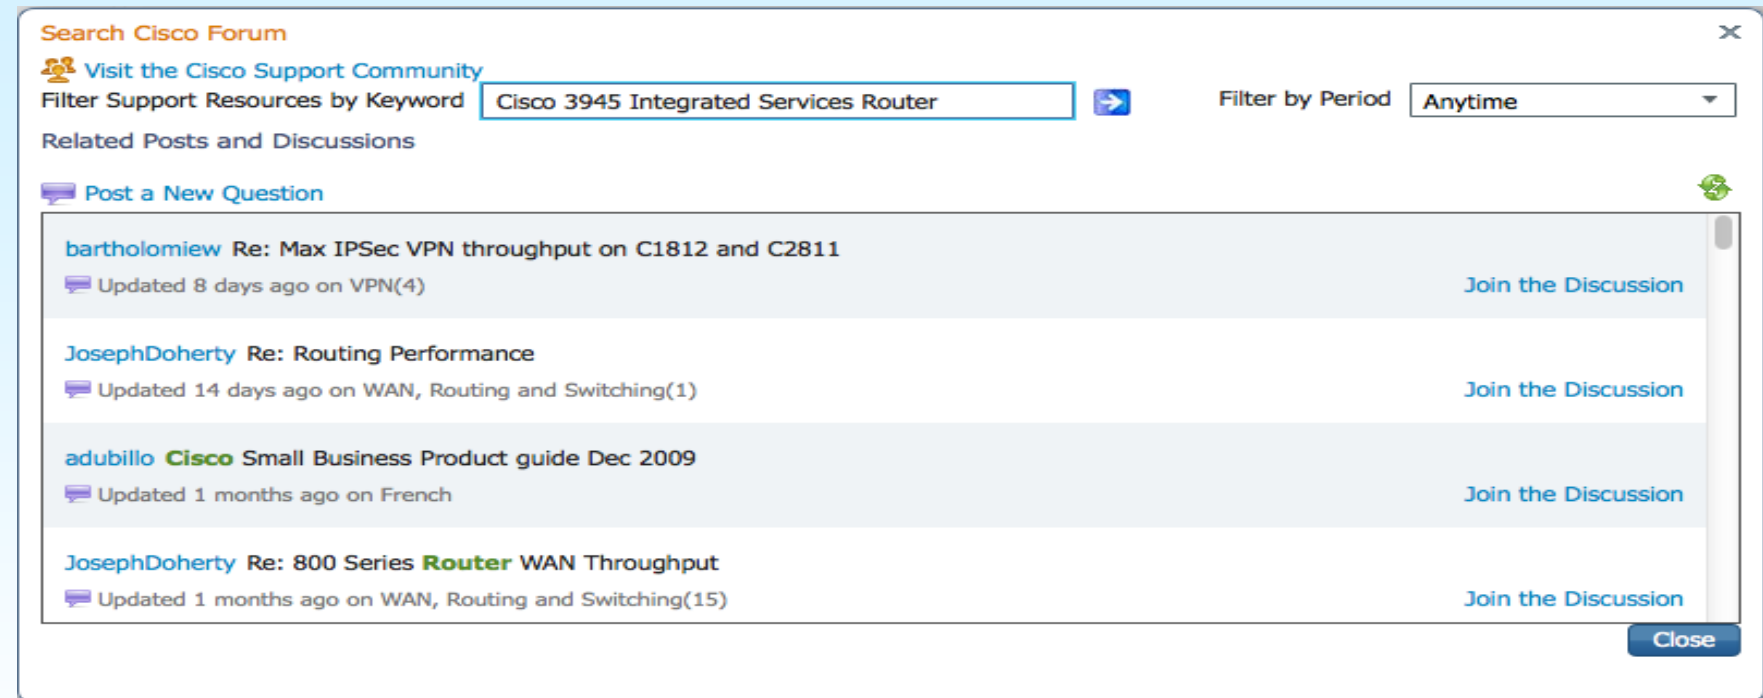 Search Cisco Forum
Visit the Cisco Support Community
Filter Support Resources by Keyword Cisco 3945 Integrated Services Router Filter by Period Anytime
Related Posts and Discussions
Post a New Question
bartholomiew Re: Max IPSec VPN throughput on C1812 and C2811
Updated 8 days ago on VPN(4) Join the Discussion
JosephDoherty Re: Routing Performance
Updated 14 days ago on WAN, Routing and Switching(1) Join the Discussion
adubillo Cisco Small Business Product guide Dec 2009
Updated 1 months ago on French Join the Discussion
JosephDoherty Re: 800 Series Router WAN Throughput
Updated 1 months ago on WAN, Routing and Switching(15) Join the Discussion
Close